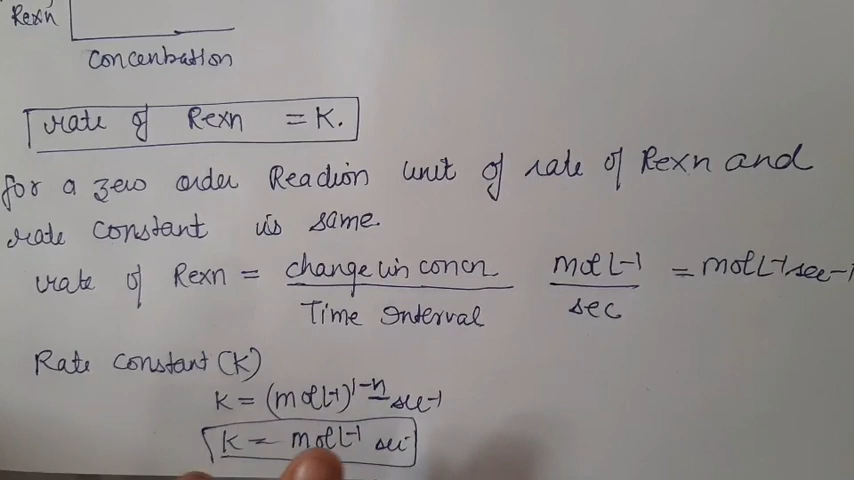 Rexn
Concentration
rate of Rexn = K.
for a zero order Reaction unit of rate of Rexn and
rate constant is same.
rate of Rexn = change in concn / Time Interval mol L-1 / sec = mol L-1 sec-1
Rate constant (K)
K = (mol L-1)1-n sec-1
K = mol L-1 sec-